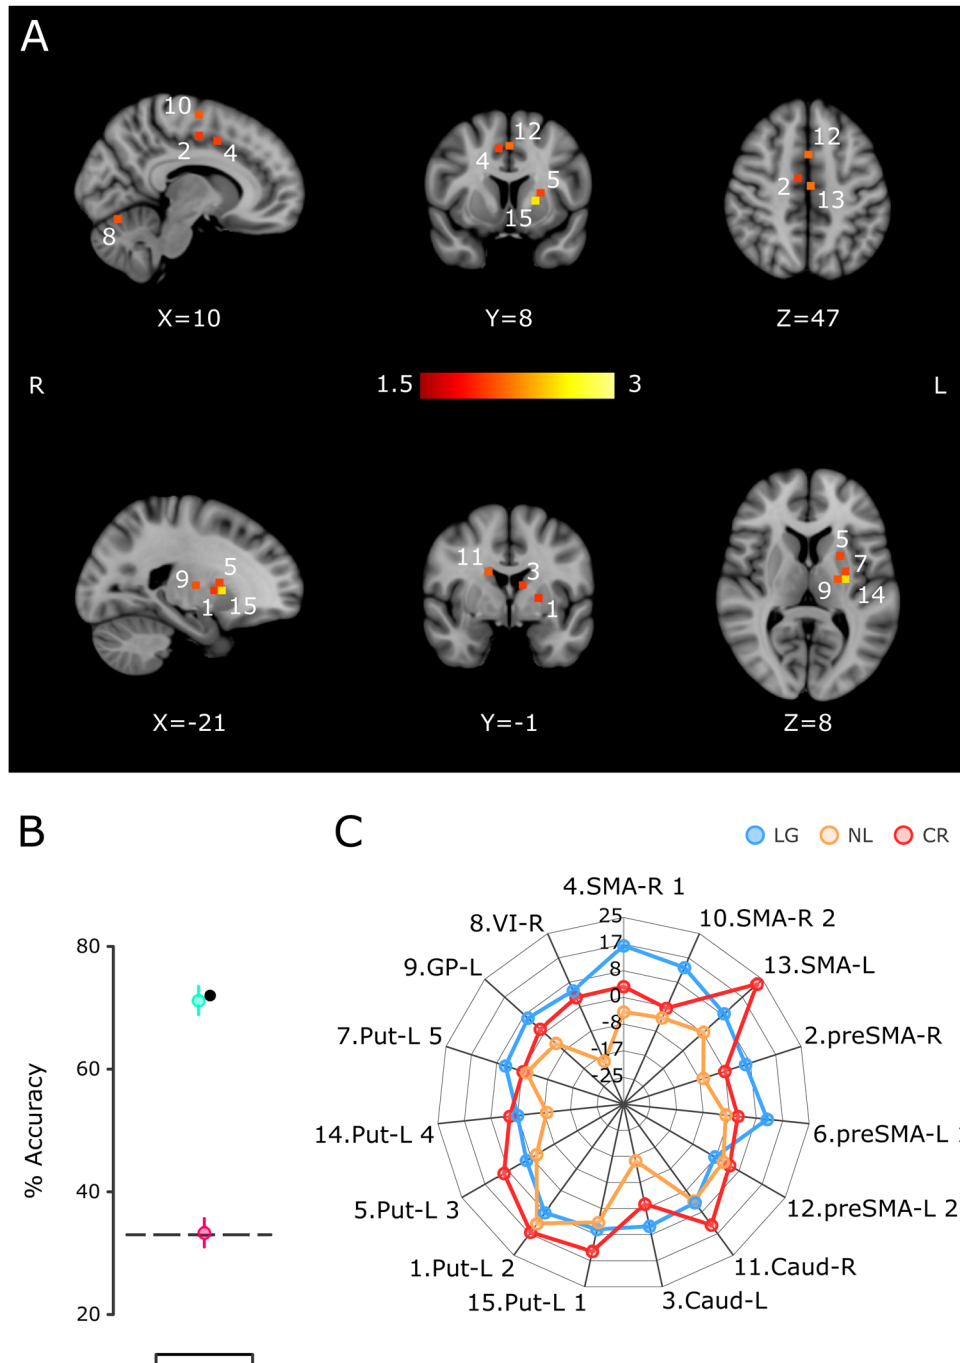 A
10
2
4
8
12
4
5
15
12
2
13
X=10
Y=8
Z=47
R
1.5
3
L
9
5
1
15
11
3
1
5
7
9
14
X=-21
Y=-1
Z=8
B
C
LG
NL
CR
% Accuracy
80
60
40
20
4.SMA-R 1
10.SMA-R 2
13.SMA-L
2.preSMA-R
6.preSMA-L
12.preSMA-L 2
11.Caud-R
3.Caud-L
15.Put-L 1
1.Put-L 2
5.Put-L 3
14.Put-L 4
7.Put-L 5
9.GP-L
8.VI-R
25
17
8
0
-8
-17
-25